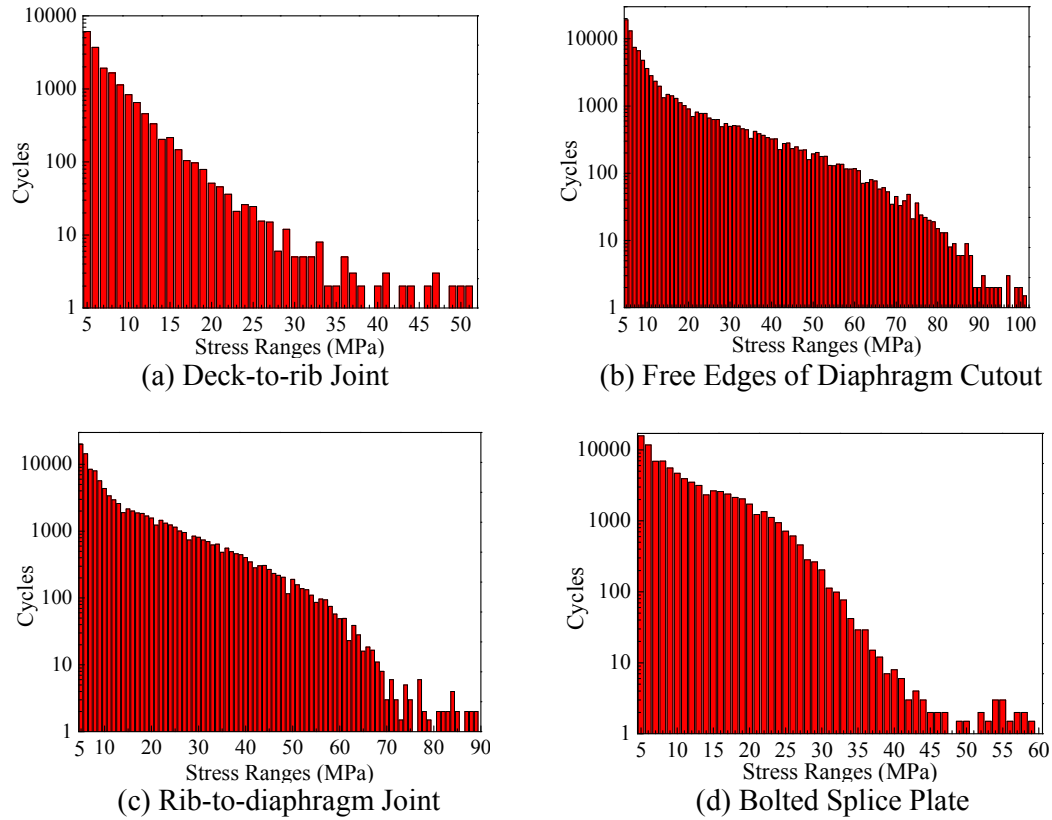 10000
1000
100
10
1
Cycles
5 10 15 20 25 30 35 40 45 50
Stress Ranges (MPa)
(a) Deck-to-rib Joint
10000
1000
100
10
1
Cycles
5 10 20 30 40 50 60 70 80 90 100
Stress Ranges (MPa)
(b) Free Edges of Diaphragm Cutout
10000
1000
100
10
1
Cycles
5 10 20 30 40 50 60 70 80 90
Stress Ranges (MPa)
(c) Rib-to-diaphragm Joint
10000
1000
100
10
1
Cycles
5 10 15 20 25 30 35 40 45 50 55 60
Stress Ranges (MPa)
(d) Bolted Splice Plate